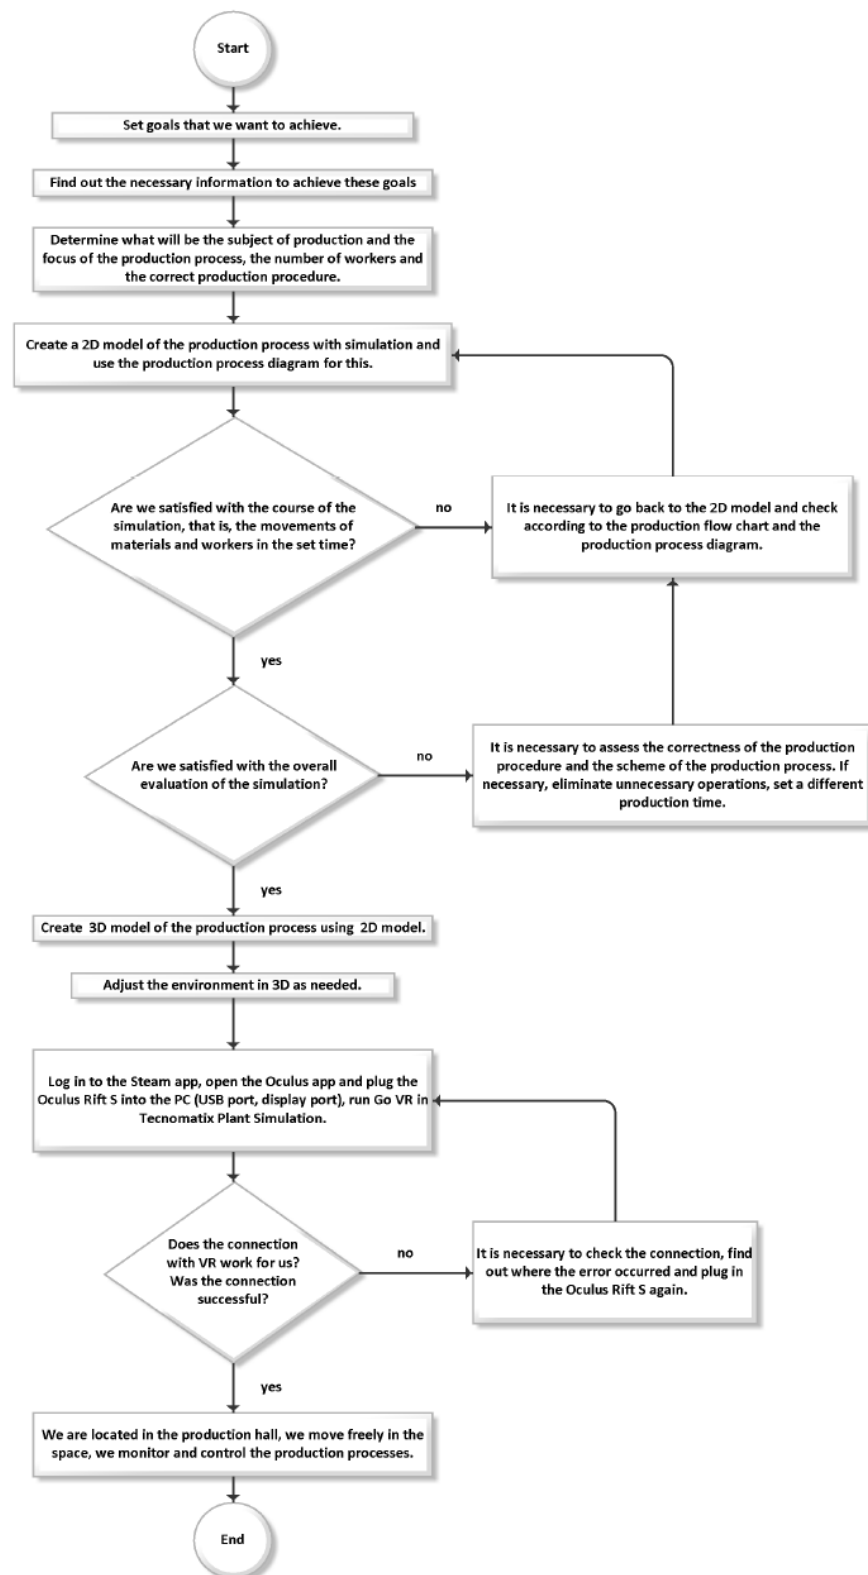 Start
Set goals that we want to achieve.
Find out the necessary information to achieve these goals
Determine what will be the subject of production and the
focus of the production process, the number of workers and
the correct production procedure.
Create a 2D model of the production process with simulation and
use the production process diagram for this.
Are we satisfied with the course of the
simulation, that is, the movements of
materials and workers in the set time?
no
It is necessary to go back to the 2D model and check
according to the production flow chart and the
production process diagram.
yes
Are we satisfied with the overall
evaluation of the simulation?
no
It is necessary to assess the correctness of the production
procedure and the scheme of the production process. If
necessary, eliminate unnecessary operations, set a different
production time.
yes
Create 3D model of the production process using 2D model.
Adjust the environment in 3D as needed.
Log in to the Steam app, open the Oculus app and plug the
Oculus Rift S into the PC (USB port, display port), run Go VR in
Tecnomatix Plant Simulation.
Does the connection
with VR work for us?
Was the connection
successful?
no
It is necessary to check the connection, find
out where the error occurred and plug in
the Oculus Rift S again.
yes
We are located in the production hall, we move freely in the
space, we monitor and control the production processes.
End